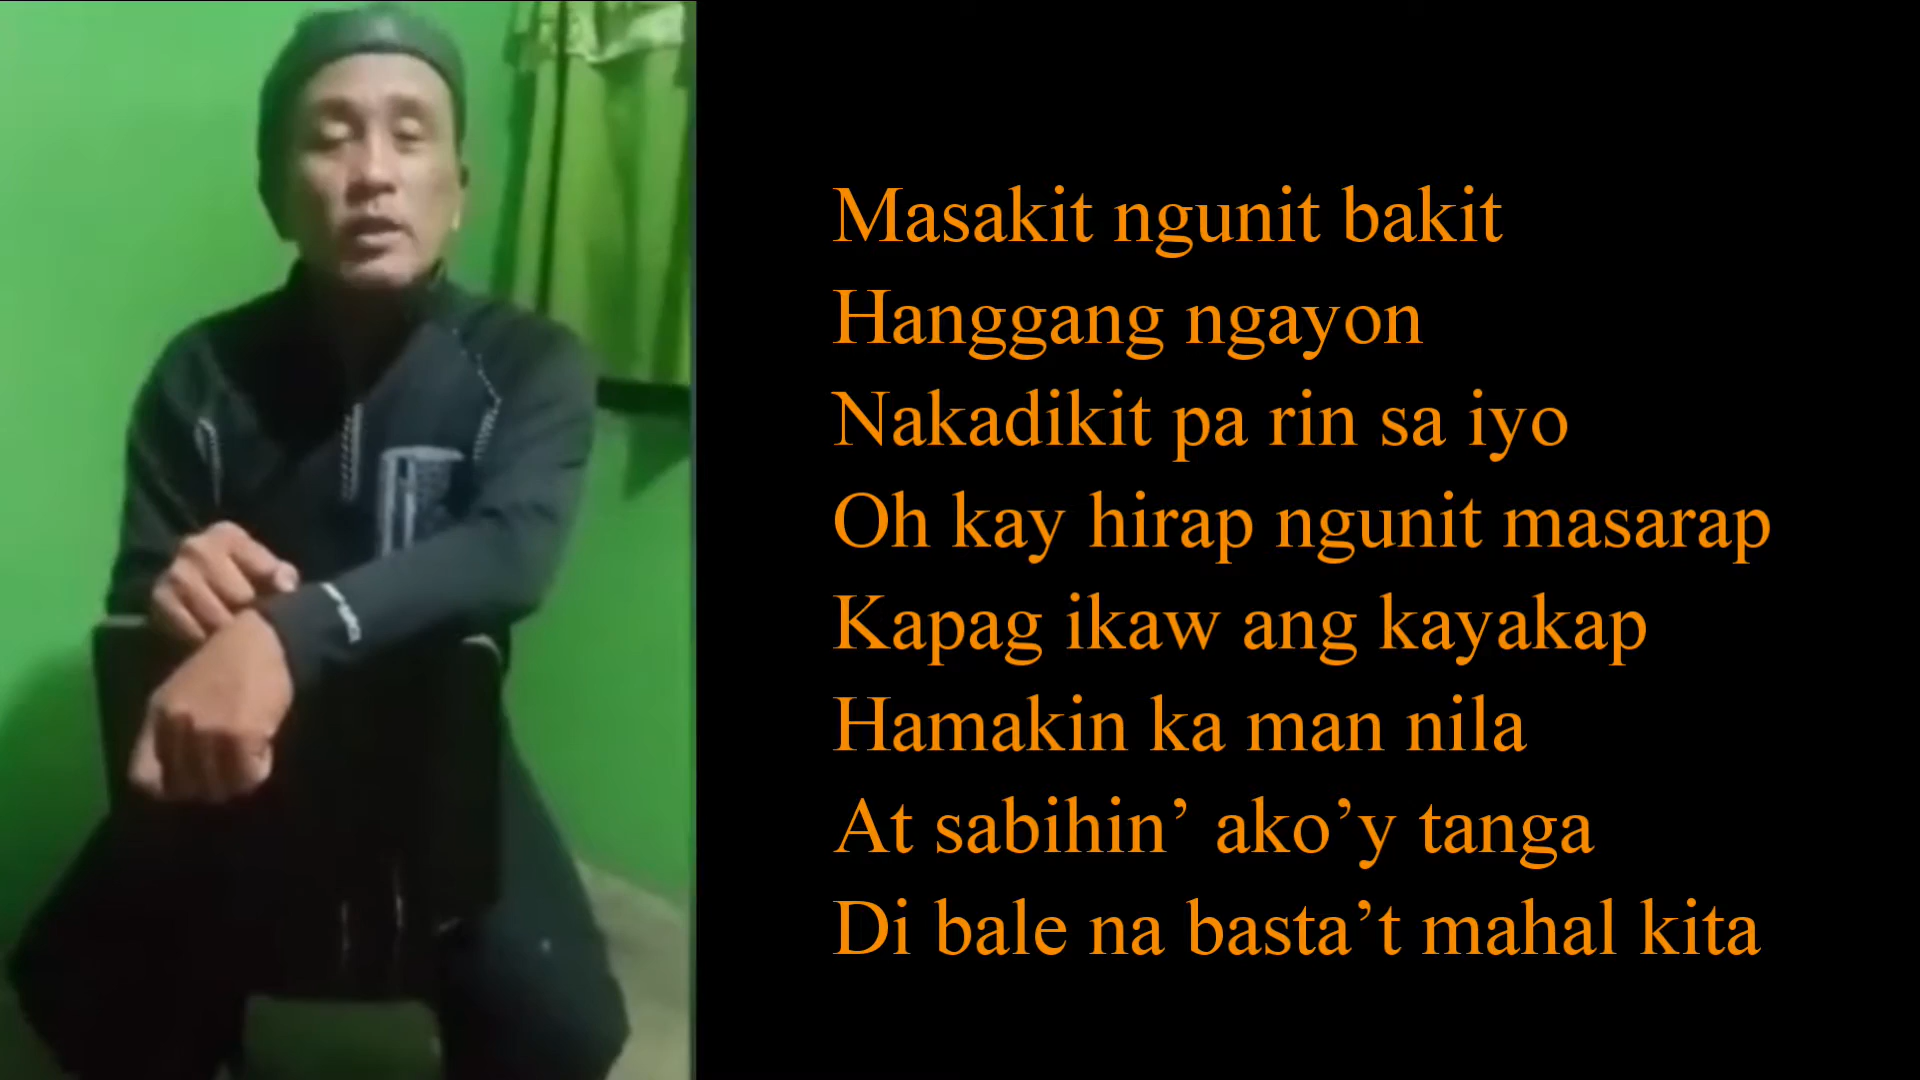 Masakit ngunit bakit
Hanggang ngayon
Nakadikit pa rin sa iyo
Oh kay hirap ngunit masarap
Kapag ikaw ang kayakap
Hamakin ka man nila
At sabihin’ ako’y tanga
Di bale na basta’t mahal kita